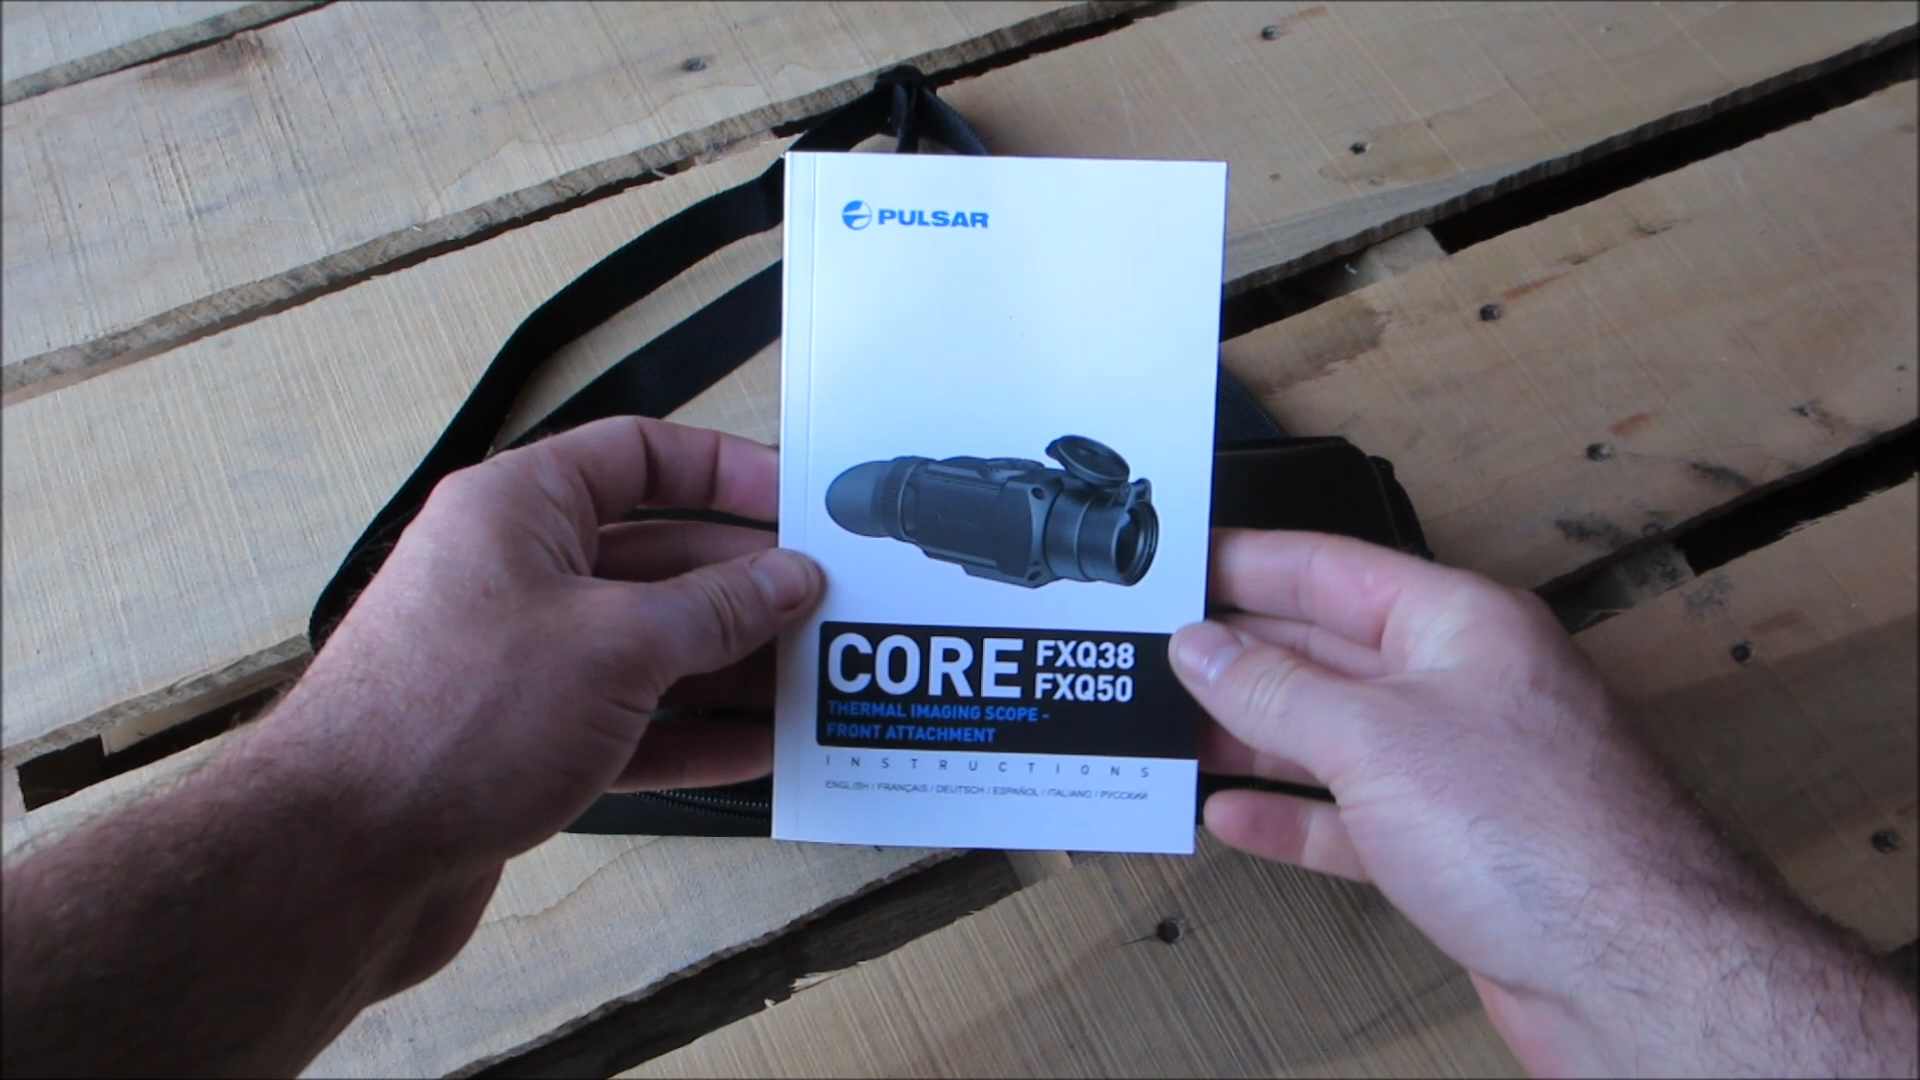 PULSAR
CORE FXQ38
FXQ50
THERMAL IMAGING SCOPE -
FRONT ATTACHMENT
INSTRUCTIONS
ENGLISH / FRANÇAIS / DEUTSCH / ESPAÑOL / ITALIANO / РУССКИЙ